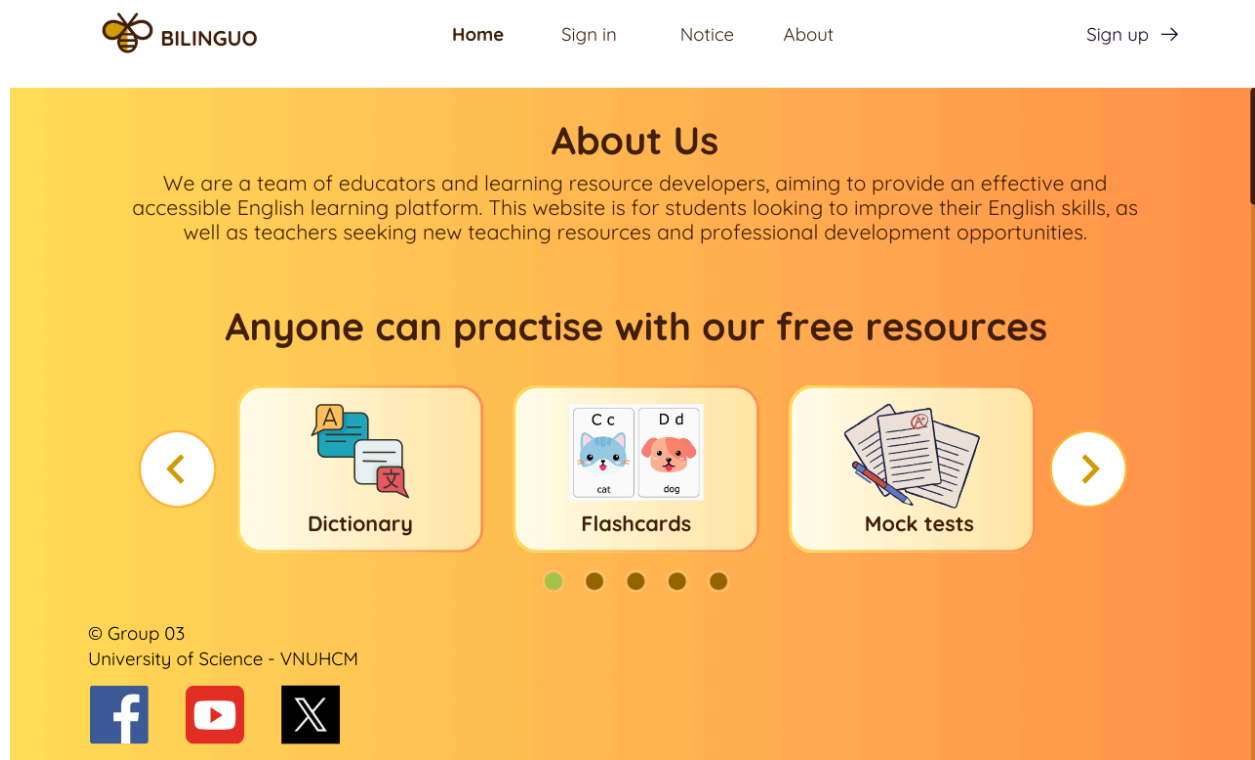 BILINGUO
Home
Sign in
Notice
About
Sign up →
About Us
We are a team of educators and learning resource developers, aiming to provide an effective and
accessible English learning platform. This website is for students looking to improve their English skills, as
well as teachers seeking new teaching resources and professional development opportunities.
Anyone can practise with our free resources
A
文
Dictionary
C c
D d
cat
dog
Flashcards
A+
Mock tests
© Group 03
University of Science - VNUHCM
f
X